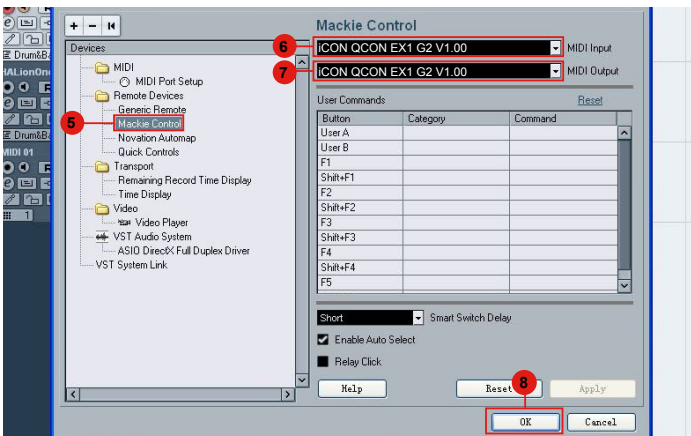 Mackie Control
Devices
6
iCON QCON EX1 G2 V1.00
MIDI Input
7
iCON QCON EX1 G2 V1.00
MIDI Output
MIDI
MIDI Port Setup
Remote Devices
Generic Remote
5
Mackie Control
Novation Automap
Quick Controls
Transport
Remaining Record Time Display
Time Display
Video
Video Player
VST Audio System
ASIO DirectX Full Duplex Driver
VST System Link
User Commands
Reset
Button Category Command
User A
User B
F1
Shift+F1
F2
Shift+F2
F3
Shift+F3
F4
Shift+F4
F5
Short
Smart Switch Delay
Enable Auto Select
Relay Click
Help
Reset
Apply
8
OK
Cancel
Drum&B
HALionOne
Drum&B
MIDI 01
1